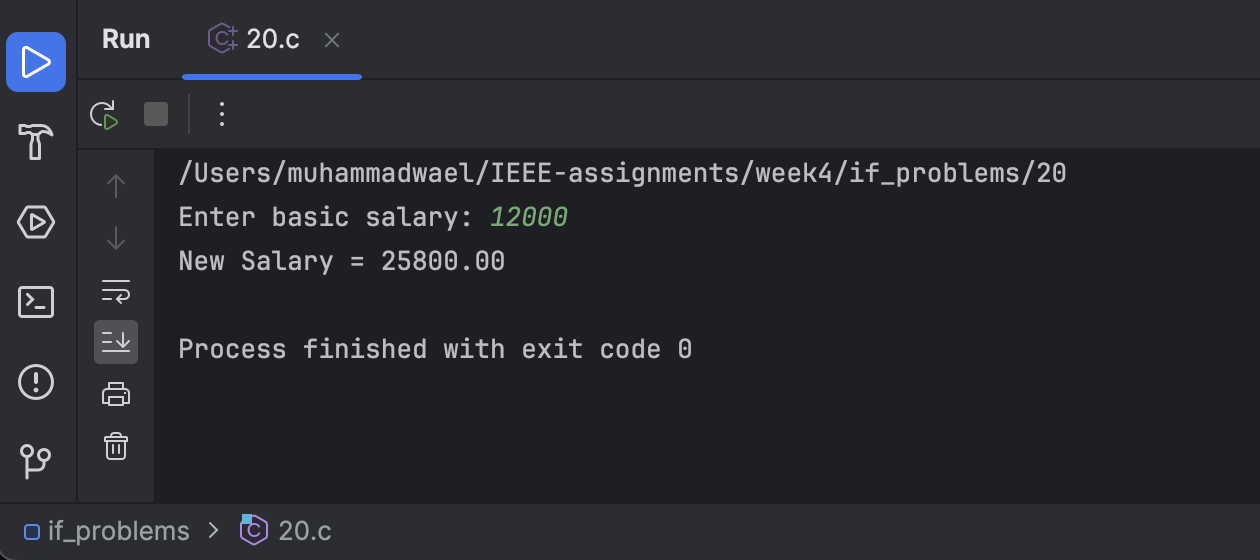 Run 20.c
/Users/muhammadwael/IEEE-assignments/week4/if_problems/20
Enter basic salary: 12000
New Salary = 25800.00
Process finished with exit code 0
if_problems > 20.c